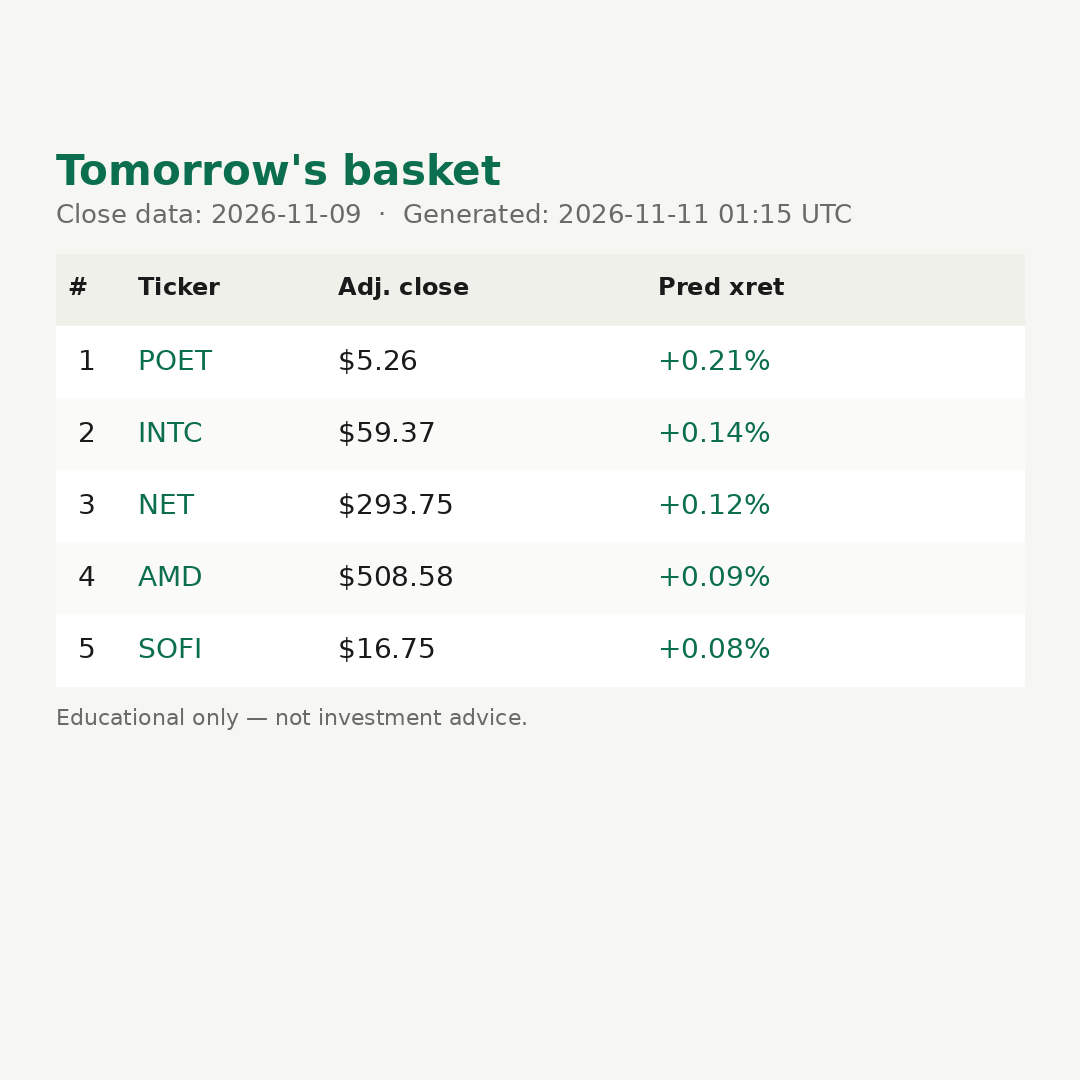 Tomorrow's basket
Close data: 2026-11-09 · Generated: 2026-11-11 01:15 UTC
# Ticker Adj. close Pred xret
1 POET $5.26 +0.21%
2 INTC $59.37 +0.14%
3 NET $293.75 +0.12%
4 AMD $508.58 +0.09%
5 SOFI $16.75 +0.08%
Educational only — not investment advice.